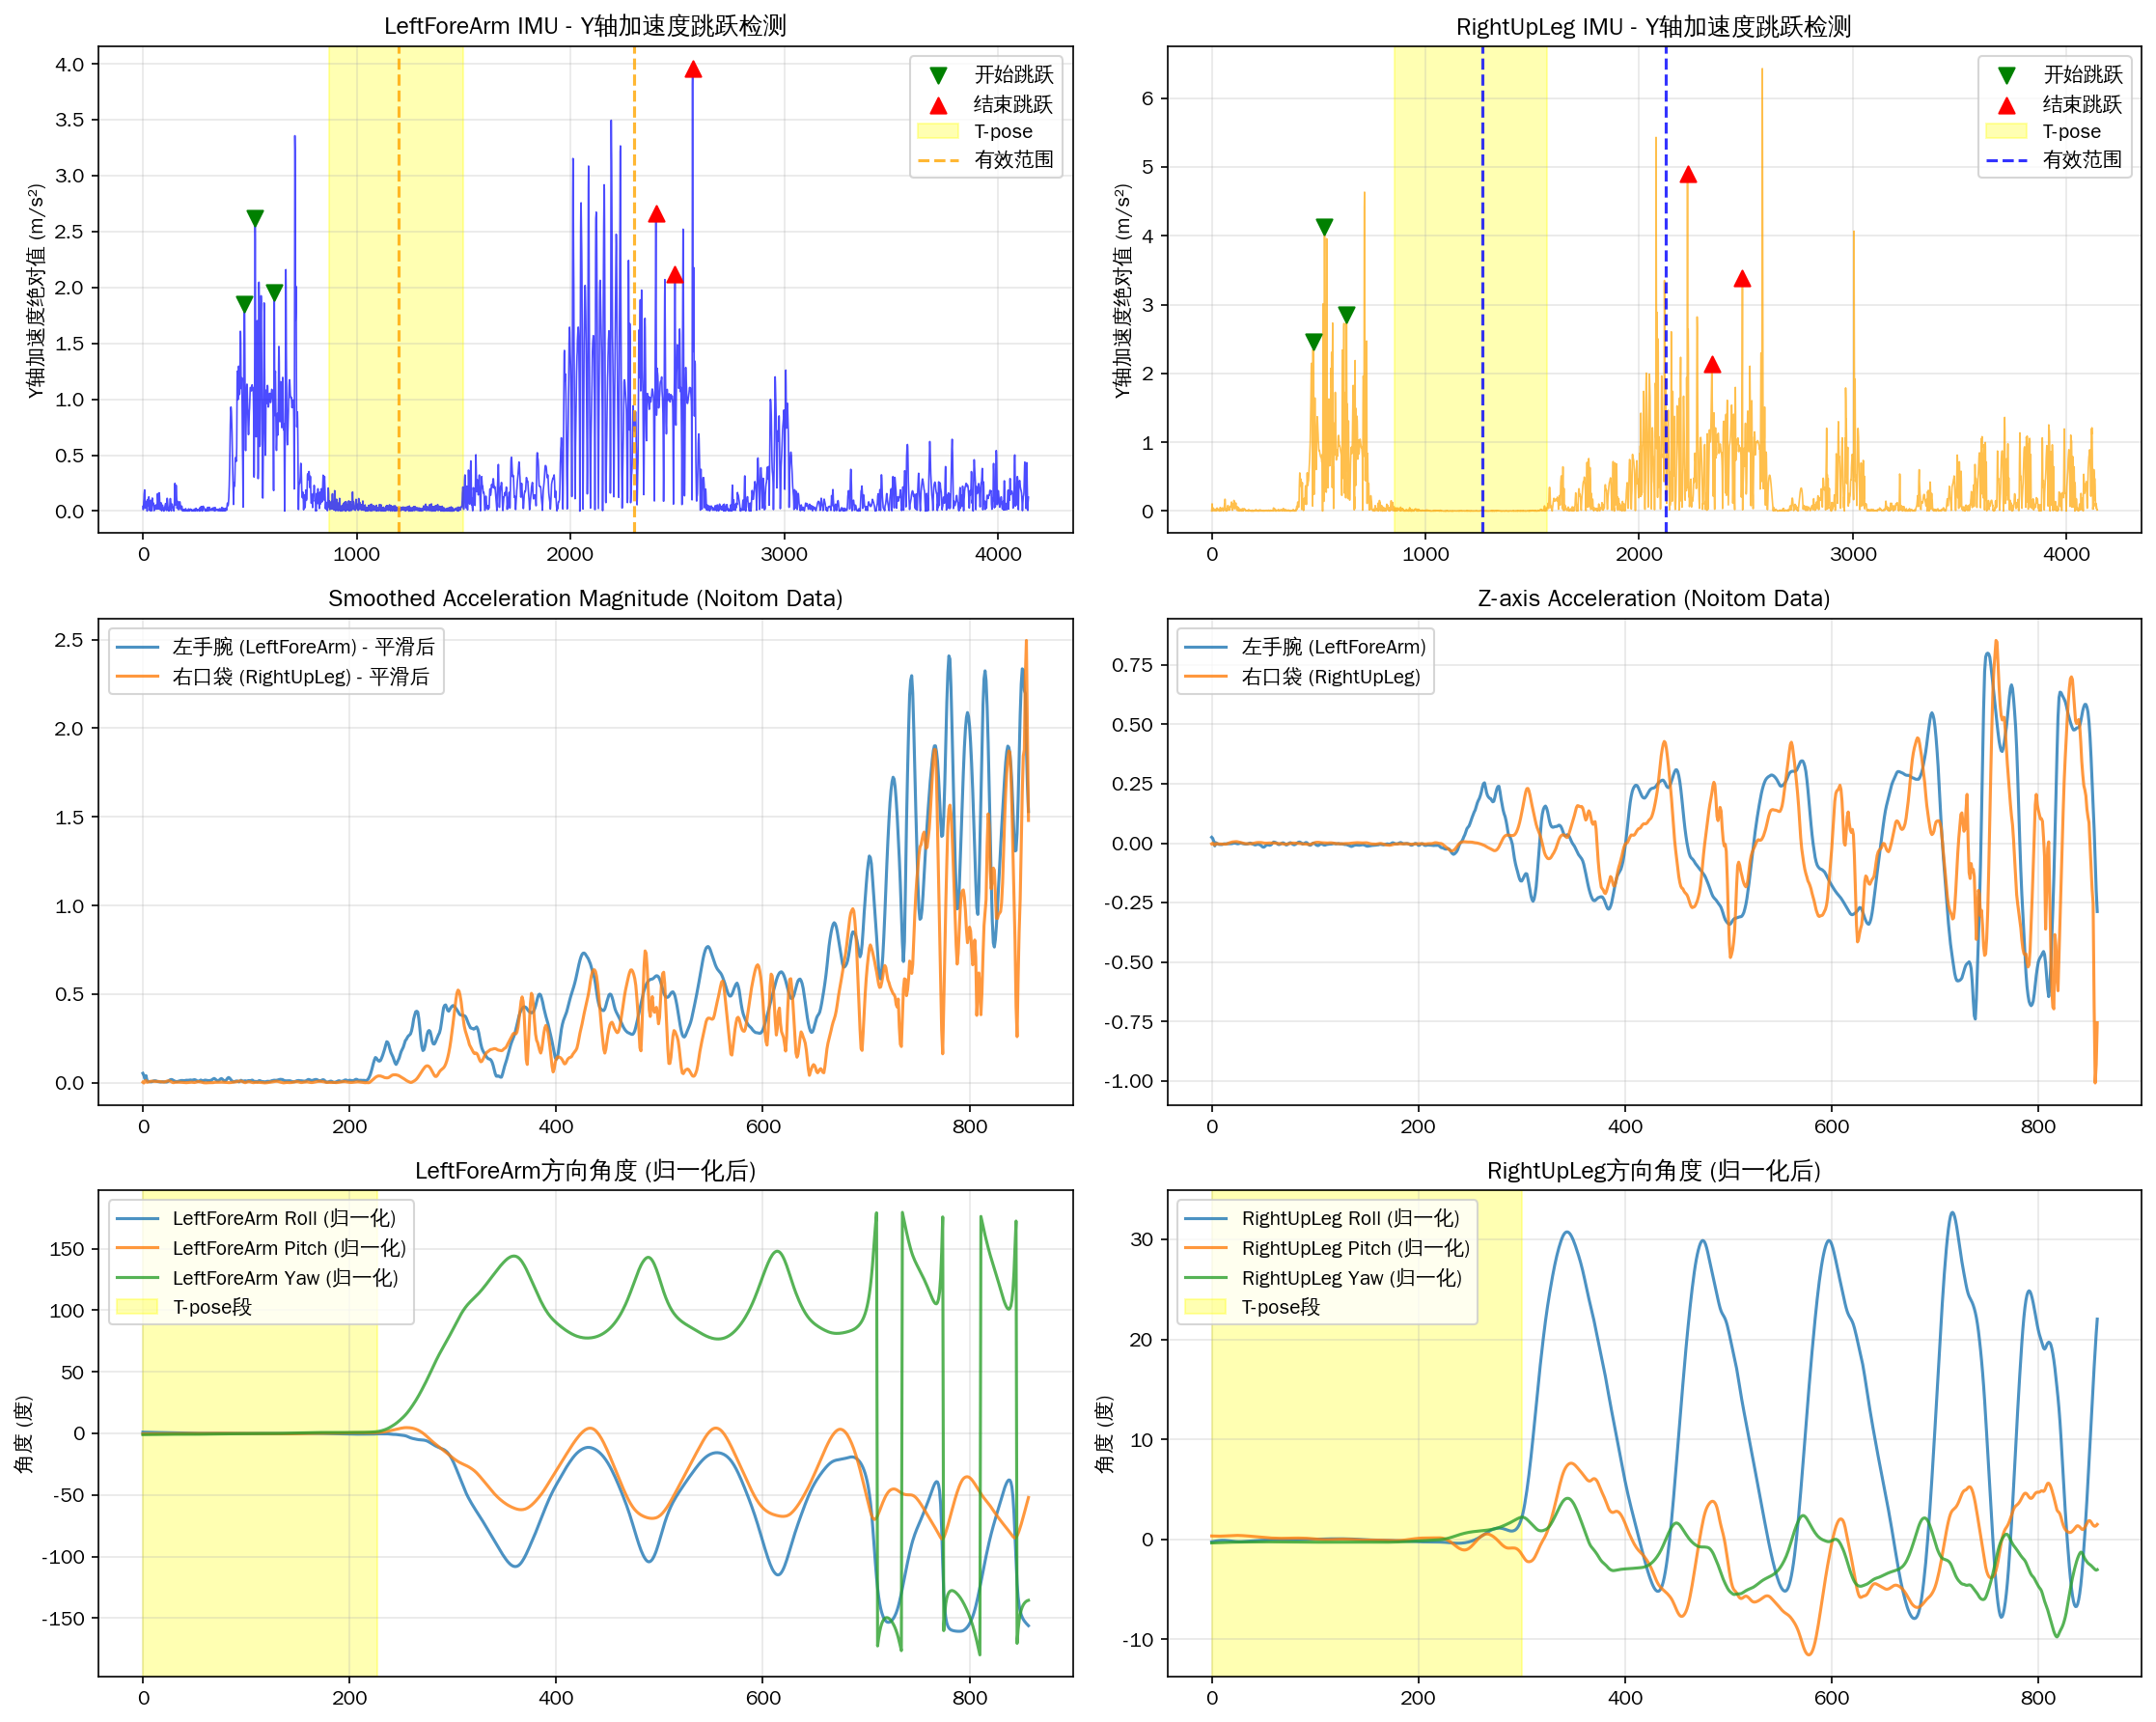 LeftForeArm IMU - Y轴加速度跳跃检测
Y轴加速度绝对值 (m/s²)
4.0
3.5
3.0
2.5
2.0
1.5
1.0
0.5
0.0
0 1000 2000 3000 4000
开始跳跃
结束跳跃
T-pose
有效范围
RightUpLeg IMU - Y轴加速度跳跃检测
Y轴加速度绝对值 (m/s²)
6
5
4
3
2
1
0
0 1000 2000 3000 4000
开始跳跃
结束跳跃
T-pose
有效范围
Smoothed Acceleration Magnitude (Noitom Data)
左手腕 (LeftForeArm) - 平滑后
右口袋 (RightUpLeg) - 平滑后
2.5
2.0
1.5
1.0
0.5
0.0
0 200 400 600 800
Z-axis Acceleration (Noitom Data)
左手腕 (LeftForeArm)
右口袋 (RightUpLeg)
0.75
0.50
0.25
0.00
-0.25
-0.50
-0.75
-1.00
0 200 400 600 800
LeftForeArm方向角度 (归一化后)
LeftForeArm Roll (归一化)
LeftForeArm Pitch (归一化)
LeftForeArm Yaw (归一化)
T-pose段
角度 (度)
150
100
50
0
-50
-100
-150
0 200 400 600 800
RightUpLeg方向角度 (归一化后)
RightUpLeg Roll (归一化)
RightUpLeg Pitch (归一化)
RightUpLeg Yaw (归一化)
T-pose段
角度 (度)
30
20
10
0
-10
0 200 400 600 800